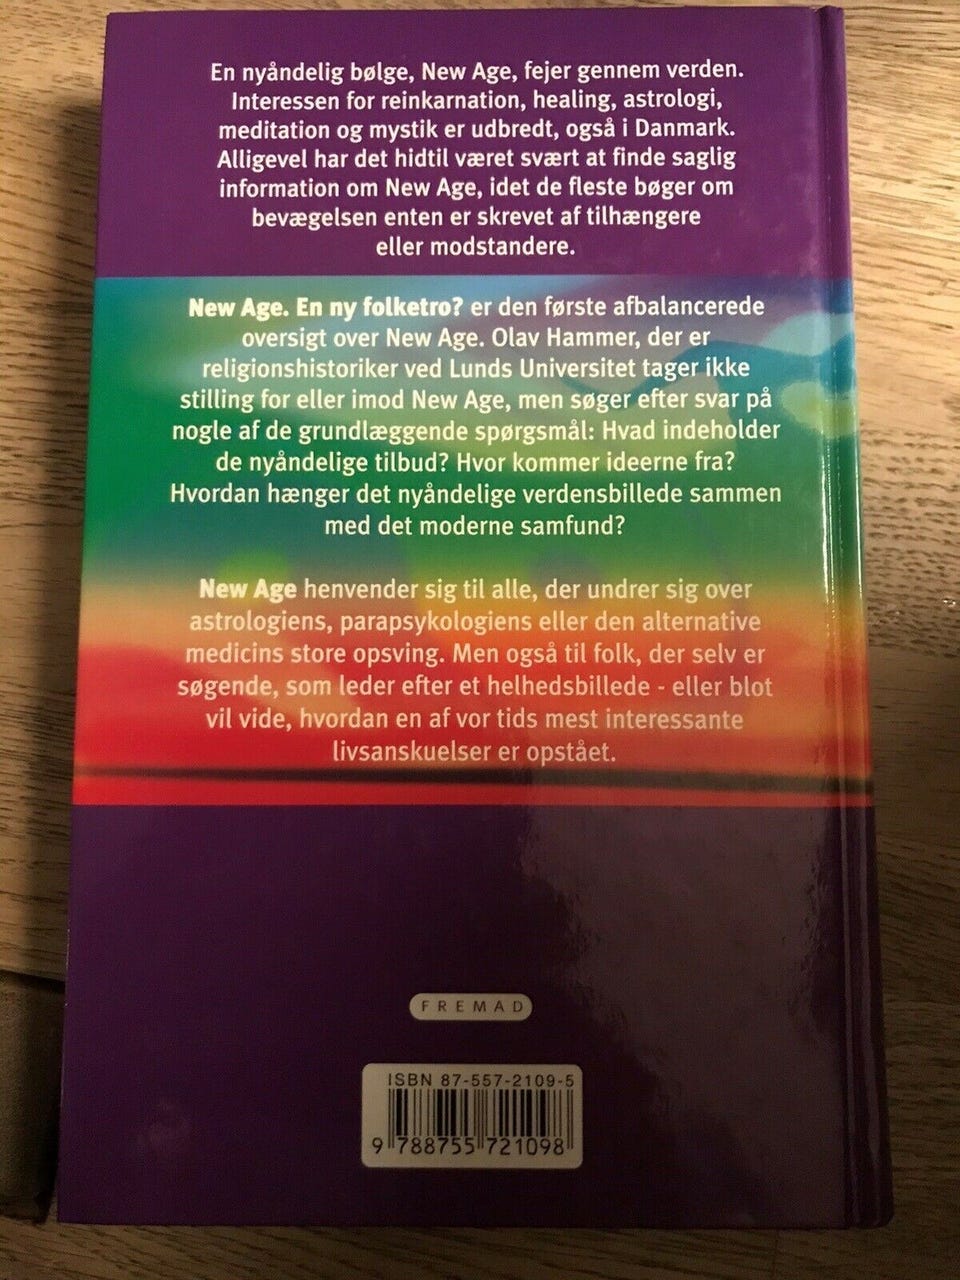 En nyåndelig bølge, New Age, fejer gennem verden.
Interessen for reinkarnation, healing, astrologi,
meditation og mystik er udbredt, også i Danmark.
Alligevel har det hidtil været svært at finde saglig
information om New Age, idet de fleste bøger om
bevægelsen enten er skrevet af tilhængere
eller modstandere.
New Age. En ny folketro? er den første afbalancerede
oversigt over New Age. Olav Hammer, der er
religionshistoriker ved Lunds Universitet tager ikke
stilling for eller imod New Age, men søger efter svar på
nogle af de grundlæggende spørgsmål: Hvad indeholder
de nyåndelige tilbud? Hvor kommer ideerne fra?
Hvordan hænger det nyåndelige verdensbillede sammen
med det moderne samfund?
New Age henvender sig til alle, der undrer sig over
astrologiens, parapsykologiens eller den alternative
medicins store opsving. Men også til folk, der selv er
søgende, som leder efter et helhedsbillede - eller blot
vil vide, hvordan en af vor tids mest interessante
livsanskuelser er opstået.
FREMAD
ISBN 87-557-2109-5
9 788755 721098